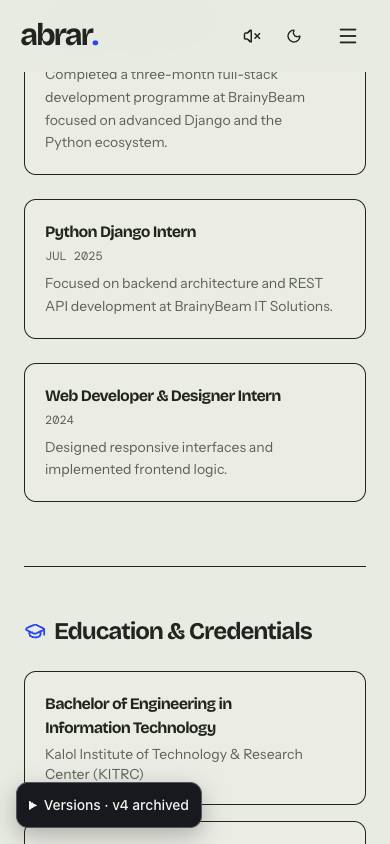 abrar.
Completed a three-month full-stack
development programme at BrainyBeam
focused on advanced Django and the
Python ecosystem.
Python Django Intern
JUL 2025
Focused on backend architecture and REST
API development at BrainyBeam IT Solutions.
Web Developer & Designer Intern
2024
Designed responsive interfaces and
implemented frontend logic.
Education & Credentials
Bachelor of Engineering in
Information Technology
Kalol Institute of Technology & Research
Center (KITRC)
Versions · v4 archived